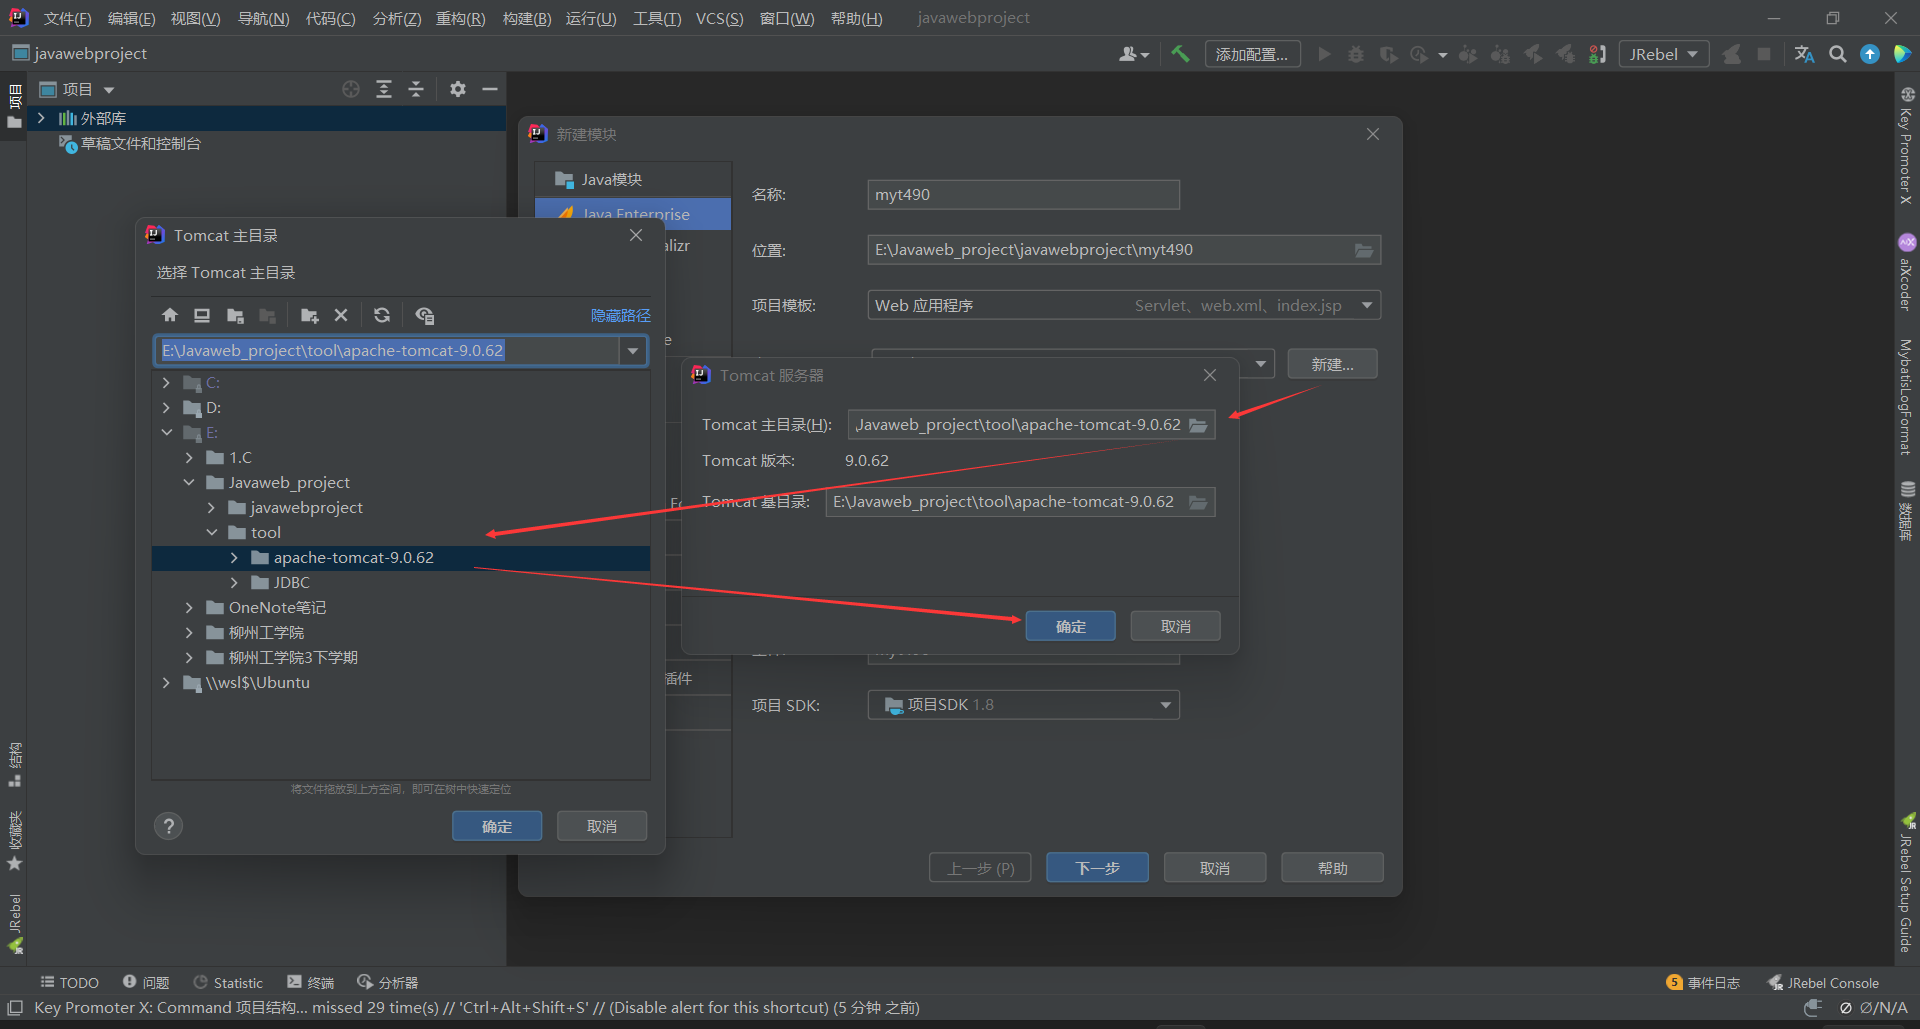 文件(F) 编辑(E) 视图(V) 导航(N) 代码(C) 分析(Z) 重构(R) 构建(B) 运行(U) 工具(T) VCS(S) 窗口(W) 帮助(H) javawebproject
javawebproject
添加配置...
JRebel
项目
项目
外部库
草稿文件和控制台
新建模块
Java模块
Java Enterprise
alizr
名称:
myt490
位置:
E:\Javaweb_project\javawebproject\myt490
项目模板:
Web 应用程序
Servlet、web.xml、index.jsp
新建...
项目 SDK:
项目SDK 1.8
插件
上一步 (P)
下一步
取消
帮助
Tomcat 主目录
选择 Tomcat 主目录
隐藏路径
E:\Javaweb_project\tool\apache-tomcat-9.0.62
C:
D:
E:
1.C
Javaweb_project
javawebproject
tool
apache-tomcat-9.0.62
JDBC
OneNote笔记
柳州工学院
柳州工学院3下学期
\\wsl$\Ubuntu
将文件拖放到上方空间，即可在树中快速定位
?
确定
取消
Tomcat 服务器
Tomcat 主目录(H):
Javaweb_project\tool\apache-tomcat-9.0.62
Tomcat 版本:
9.0.62
Tomcat 基目录:
E:\Javaweb_project\tool\apache-tomcat-9.0.62
确定
取消
结构
收藏夹
JRebel
Key Promoter X
aiXcoder
MybatisLogFormat
数据库
JRebel Setup Guide
TODO
问题
Statistic
终端
分析器
5 事件日志
JRebel Console
Key Promoter X: Command 项目结构... missed 29 time(s) // 'Ctrl+Alt+Shift+S' // (Disable alert for this shortcut) (5 分钟 之前)
∅ ∅/N/A